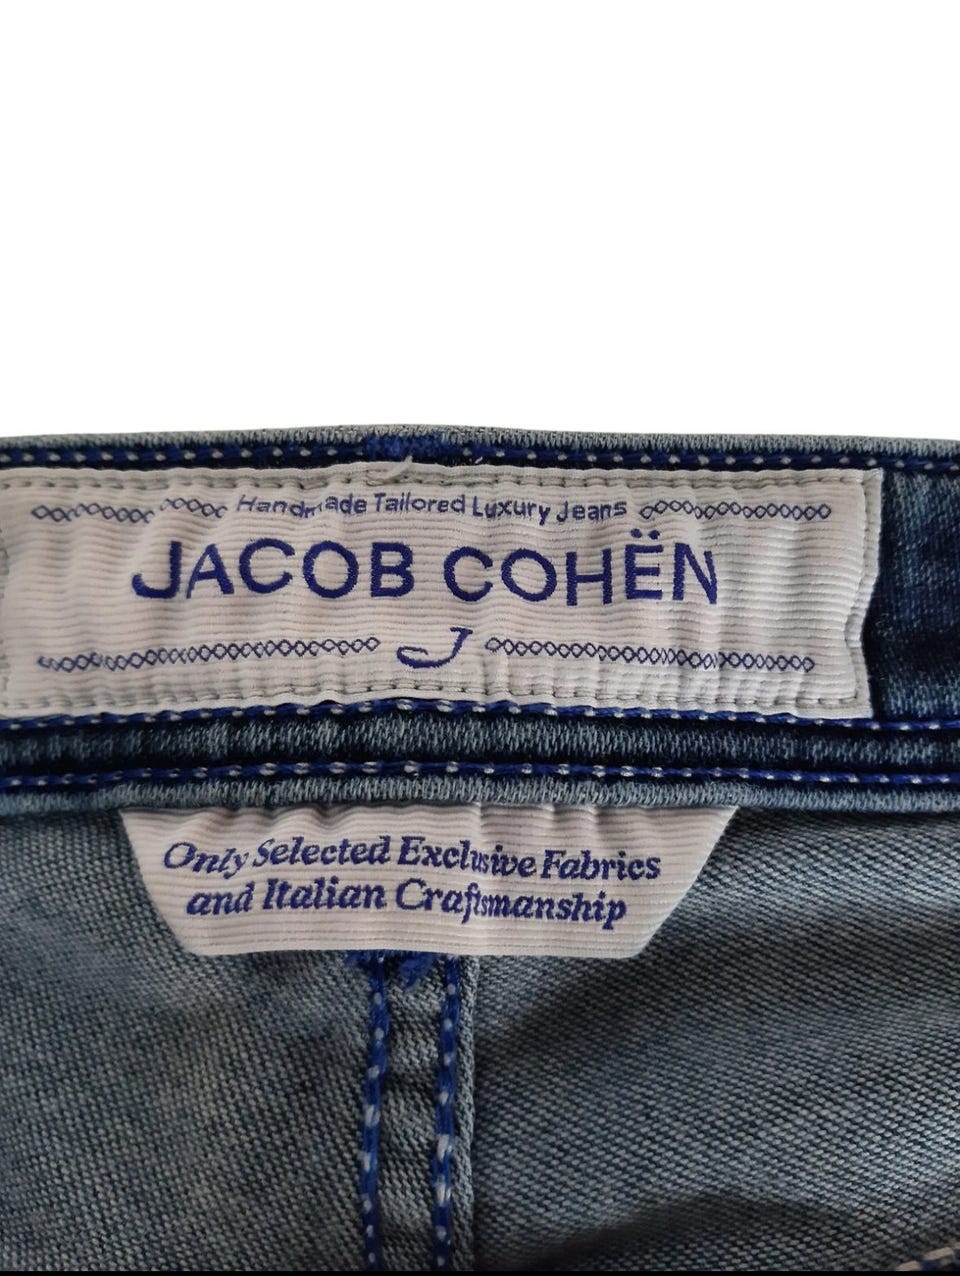 Handmade Tailored Luxury Jeans
JACOB COHËN
J
Only Selected Exclusive Fabrics
and Italian Craftsmanship